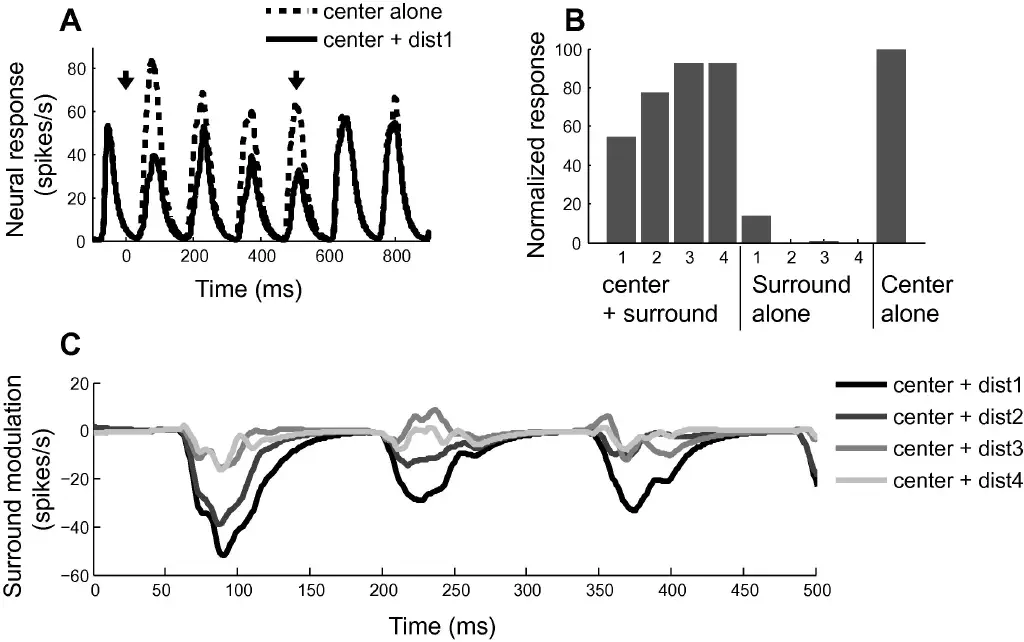 A
center alone
center + dist1
Neural response
(spikes/s)
80
60
40
20
0
0 200 400 600 800
Time (ms)
B
Normalized response
100
80
60
40
20
0
1 2 3 4 1 2 3 4
center
+ surround
Surround
alone
Center
alone
C
Surround modulation
(spikes/s)
20
0
−20
−40
−60
0 50 100 150 200 250 300 350 400 450 500
Time (ms)
center + dist1
center + dist2
center + dist3
center + dist4